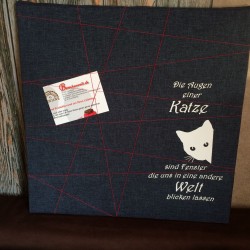 Die Augen
einer
Katze
sind Fenster
die uns in eine andere
Welt
blicken lassen